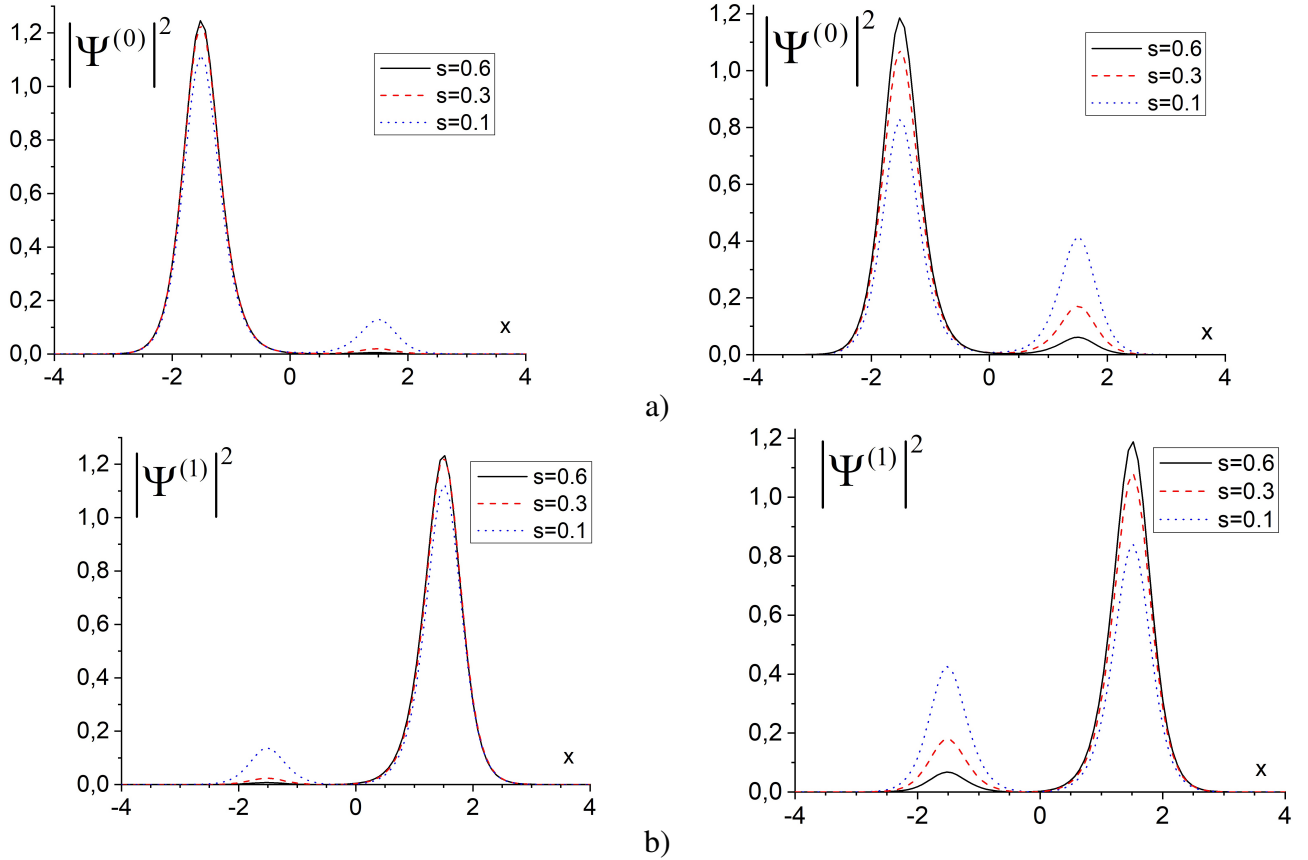 |Ψ⁽⁰⁾|²
s=0.6
s=0.3
s=0.1
1,2
1,0
0,8
0,6
0,4
0,2
0,0
-4 -2 0 2 4
x
|Ψ⁽⁰⁾|²
s=0.6
s=0.3
s=0.1
1,2
1,0
0,8
0,6
0,4
0,2
0,0
-4 -2 0 2 4
x
a)
|Ψ⁽¹⁾|²
s=0.6
s=0.3
s=0.1
1,2
1,0
0,8
0,6
0,4
0,2
0,0
-4 -2 0 2 4
x
|Ψ⁽¹⁾|²
s=0.6
s=0.3
s=0.1
1,2
1,0
0,8
0,6
0,4
0,2
0,0
-4 -2 0 2 4
x
b)